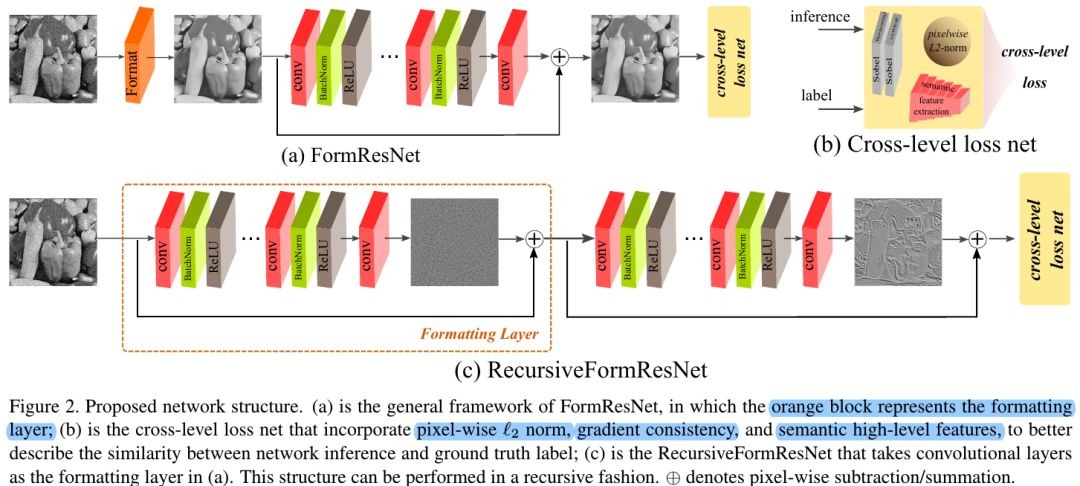 Format
conv
BatchNorm
ReLU
...
conv
BatchNorm
ReLU
conv
cross-level
loss net
(a) FormResNet
inference
label
horizontal
vertical
Sobel
Sobel
pixelwise
L2-norm
semantic
feature
extraction
cross-level
loss
(b) Cross-level loss net
conv
BatchNorm
ReLU
...
conv
BatchNorm
ReLU
conv
Formatting Layer
conv
BatchNorm
ReLU
...
conv
BatchNorm
ReLU
conv
cross-level
loss net
(c) RecursiveFormResNet
Figure 2. Proposed network structure. (a) is the general framework of FormResNet, in which the orange block represents the formatting
layer; (b) is the cross-level loss net that incorporate pixel-wise ℓ2 norm, gradient consistency, and semantic high-level features, to better
describe the similarity between network inference and ground truth label; (c) is the RecursiveFormResNet that takes convolutional layers
as the formatting layer in (a). This structure can be performed in a recursive fashion. ⊕ denotes pixel-wise subtraction/summation.